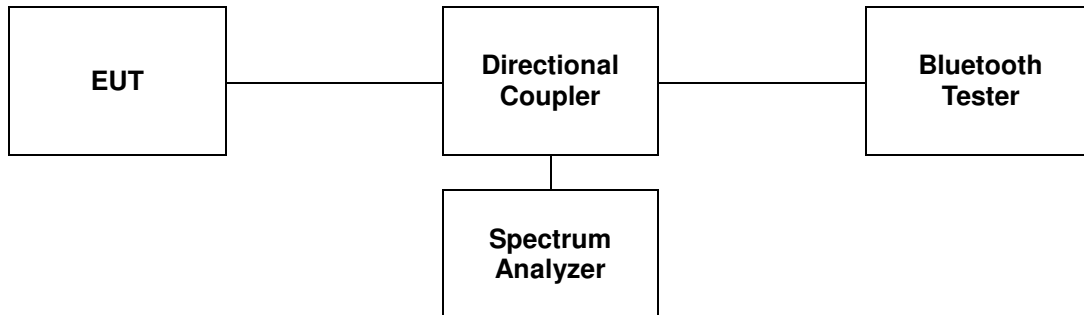 EUT
Directional
Coupler
Bluetooth
Tester
Spectrum
Analyzer